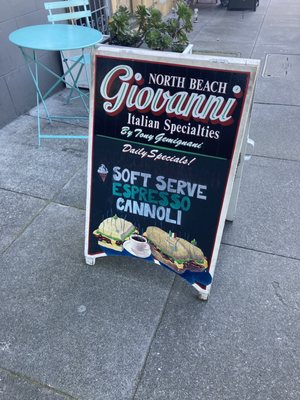 NORTH BEACH
Giovanni
Italian Specialties
By Tony Gemignani
Daily Specials!
SOFT SERVE
ESPRESSO
CANNOLI